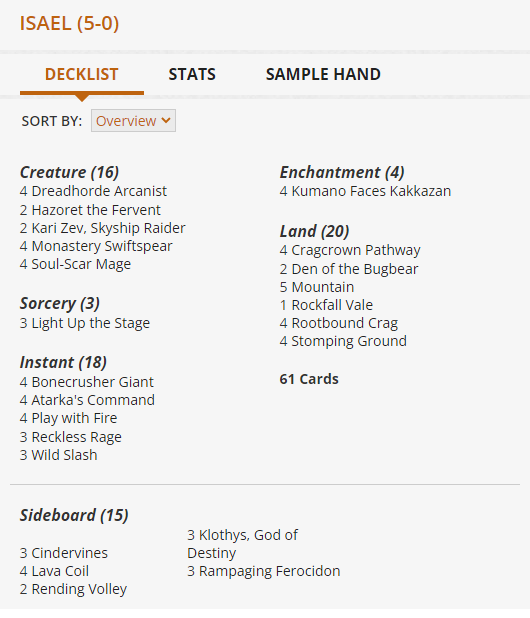 ISAEL (5-0)
DECKLIST
STATS
SAMPLE HAND
SORT BY:
Overview
Creature (16)
4 Dreadhorde Arcanist
2 Hazoret the Fervent
2 Kari Zev, Skyship Raider
4 Monastery Swiftspear
4 Soul-Scar Mage
Sorcery (3)
3 Light Up the Stage
Instant (18)
4 Bonecrusher Giant
4 Atarka's Command
4 Play with Fire
3 Reckless Rage
3 Wild Slash
Enchantment (4)
4 Kumano Faces Kakkazan
Land (20)
4 Cragcrown Pathway
2 Den of the Bugbear
5 Mountain
1 Rockfall Vale
4 Rootbound Crag
4 Stomping Ground
61 Cards
Sideboard (15)
3 Cindervines
4 Lava Coil
2 Rending Volley
3 Klothys, God of
Destiny
3 Rampaging Ferocidon